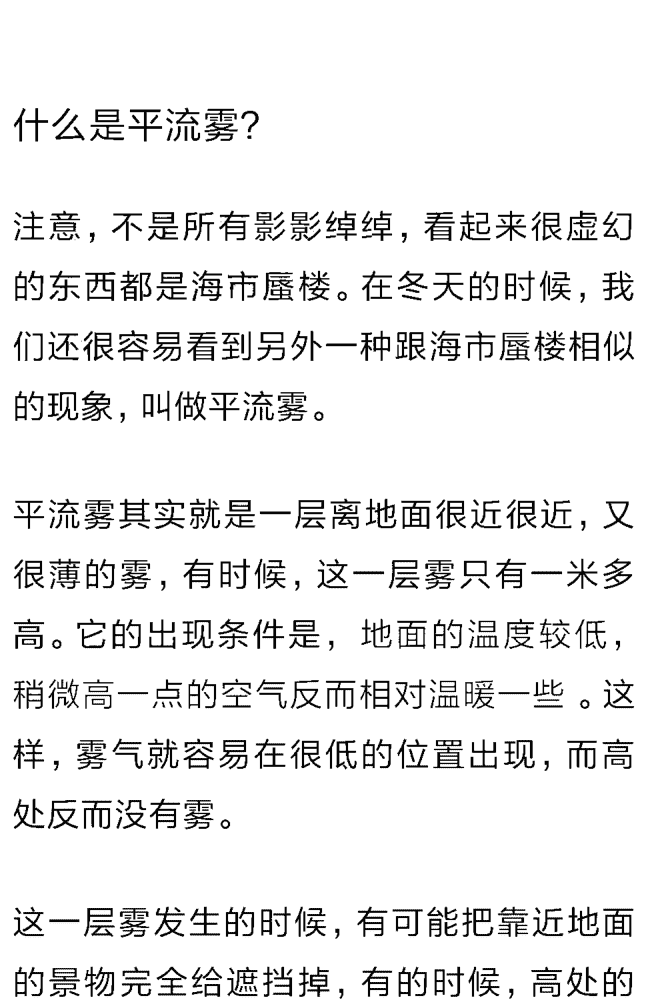 什么是平流雾?
注意，不是所有影影绰绰，看起来很虚幻
的东西都是海市蜃楼。在冬天的时候，我
们还很容易看到另外一种跟海市蜃楼相似
的现象，叫做平流雾。
平流雾其实就是一层离地面很近很近，又
很薄的雾，有时候，这一层雾只有一米多
高。它的出现条件是，地面的温度较低，
稍微高一点的空气反而相对温暖一些 。这
样，雾气就容易在很低的位置出现，而高
处反而没有雾。
这一层雾发生的时候，有可能把靠近地面
的景物完全给遮挡掉，有的时候，高处的